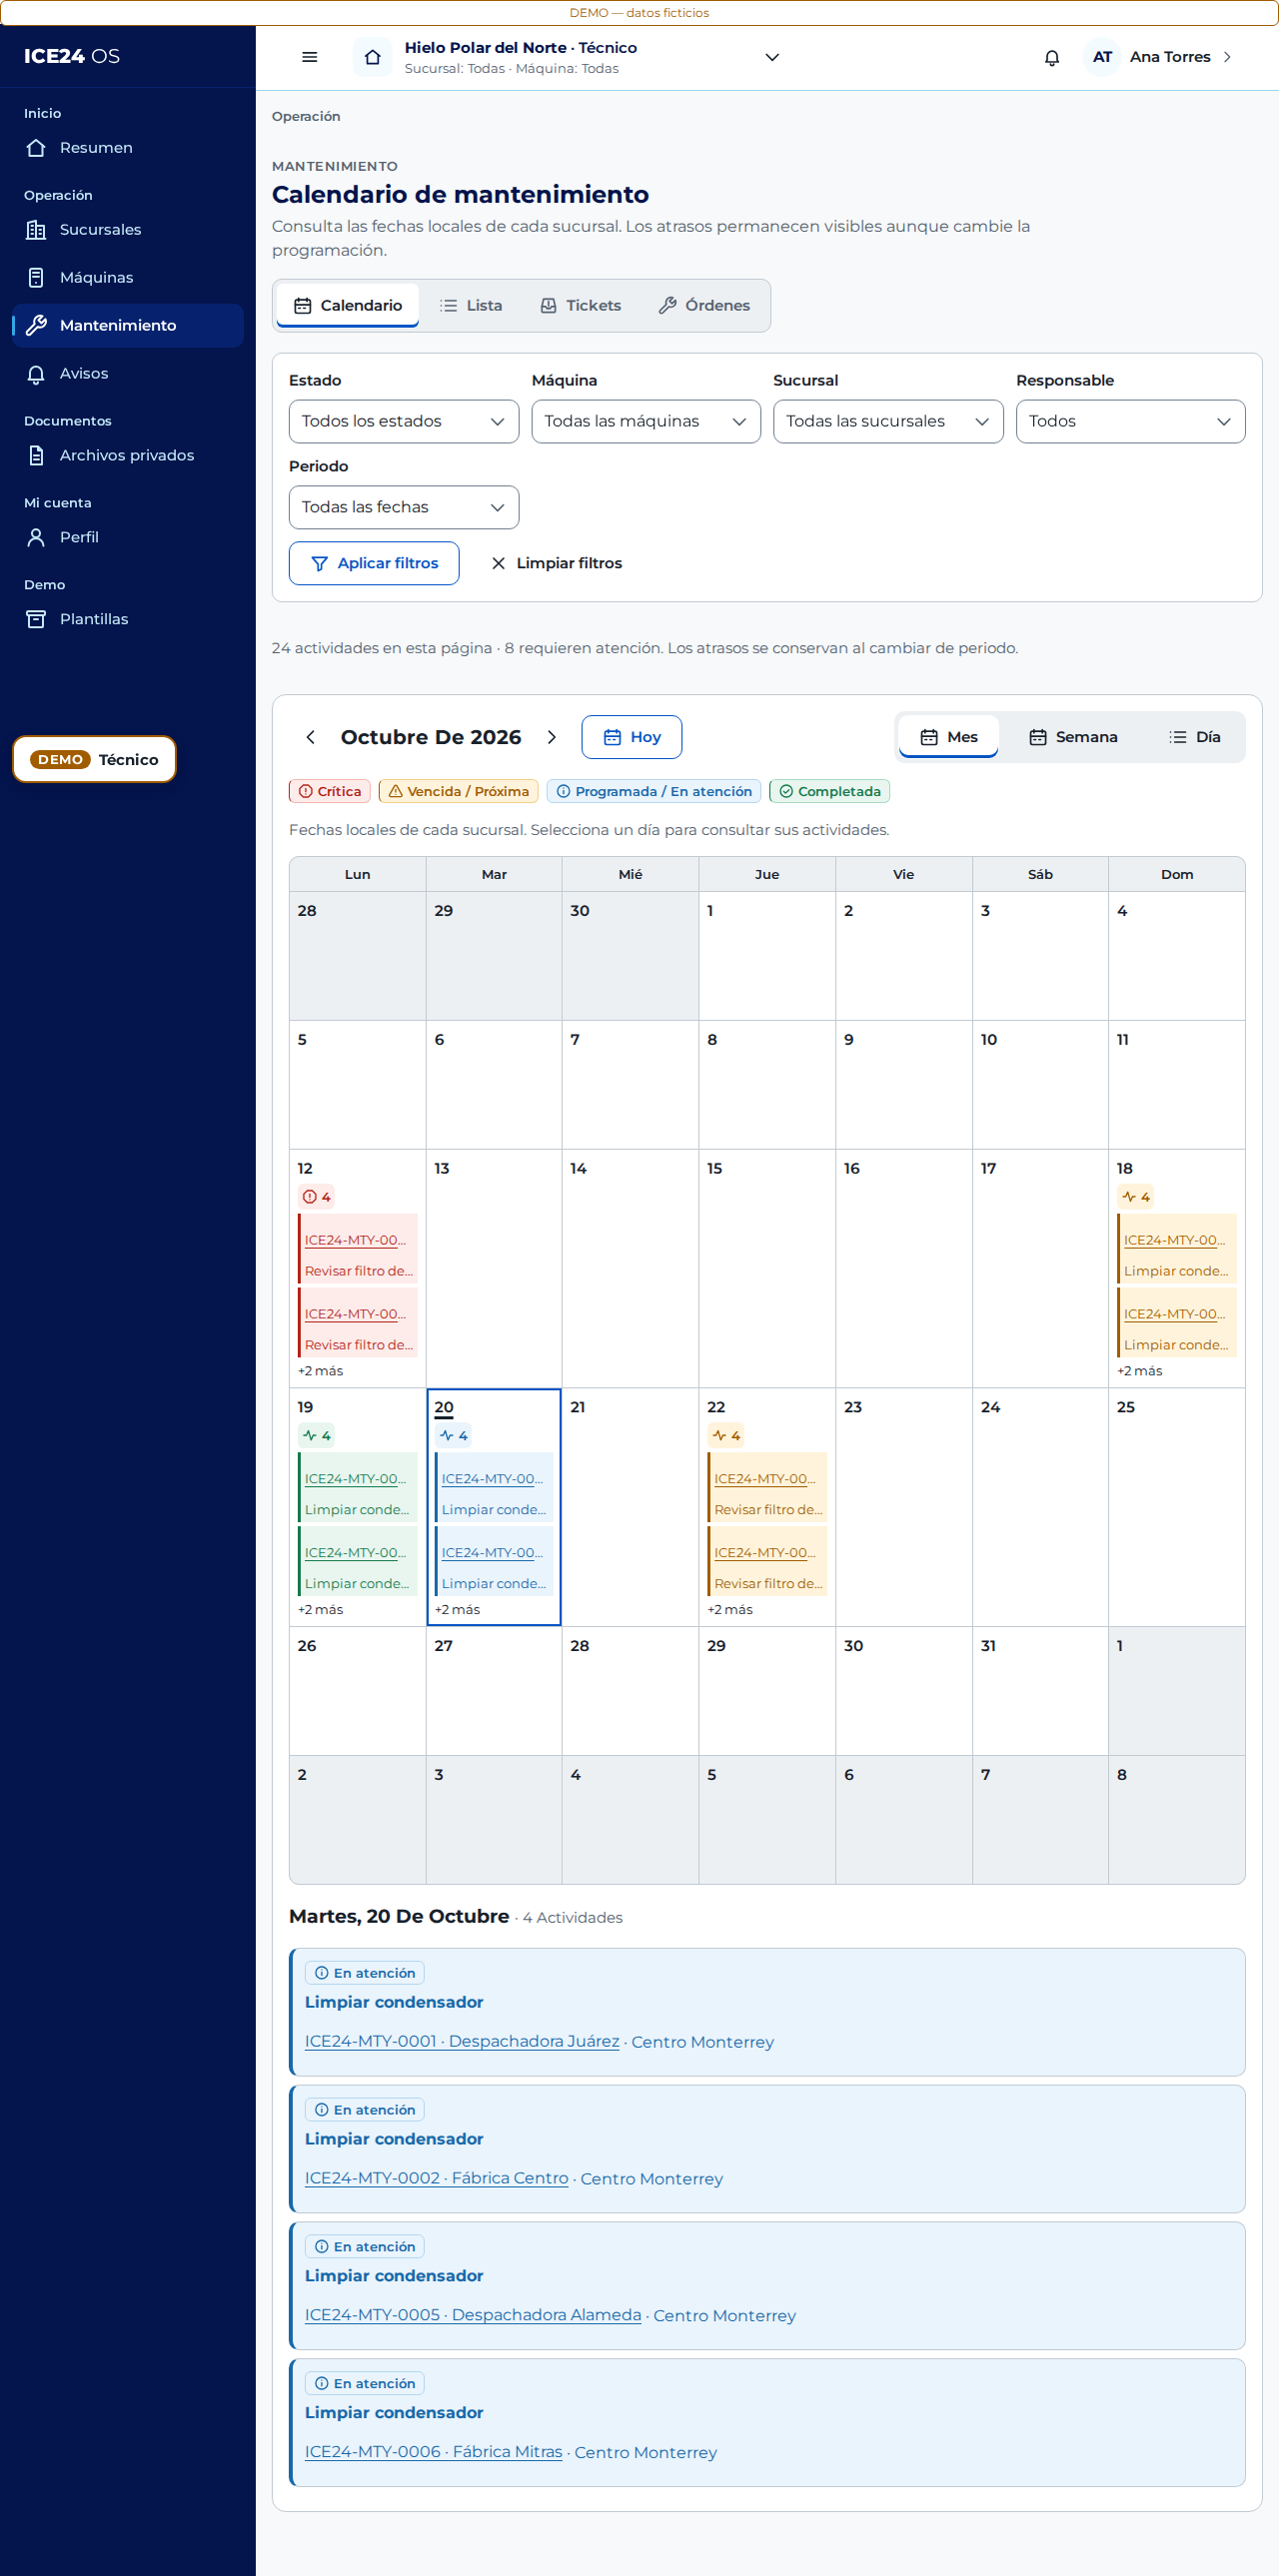 DEMO — datos ficticios
ICE24 OS
Inicio
Resumen
Operación
Sucursales
Máquinas
Mantenimiento
Avisos
Documentos
Archivos privados
Mi cuenta
Perfil
Demo
Plantillas
DEMO Técnico
Hielo Polar del Norte · Técnico
Sucursal: Todas · Máquina: Todas
AT Ana Torres
Operación
MANTENIMIENTO
Calendario de mantenimiento
Consulta las fechas locales de cada sucursal. Los atrasos permanecen visibles aunque cambie la
programación.
Calendario Lista Tickets Órdenes
Estado Máquina Sucursal Responsable
Todos los estados Todas las máquinas Todas las sucursales Todos
Periodo
Todas las fechas
Aplicar filtros Limpiar filtros
24 actividades en esta página · 8 requieren atención. Los atrasos se conservan al cambiar de periodo.
Octubre De 2026 Hoy Mes Semana Día
Crítica Vencida / Próxima Programada / En atención Completada
Fechas locales de cada sucursal. Selecciona un día para consultar sus actividades.
Lun Mar Mié Jue Vie Sáb Dom
28 29 30 1 2 3 4
5 6 7 8 9 10 11
12 13 14 15 16 17 18
4 4
ICE24-MTY-00... ICE24-MTY-00...
Revisar filtro de... Limpiar conde...
ICE24-MTY-00... ICE24-MTY-00...
Revisar filtro de... Limpiar conde...
+2 más +2 más
19 20 21 22 23 24 25
4 4 4
ICE24-MTY-00... ICE24-MTY-00... ICE24-MTY-00...
Limpiar conde... Limpiar conde... Revisar filtro de...
ICE24-MTY-00... ICE24-MTY-00... ICE24-MTY-00...
Limpiar conde... Limpiar conde... Revisar filtro de...
+2 más +2 más +2 más
26 27 28 29 30 31 1
2 3 4 5 6 7 8
Martes, 20 De Octubre · 4 Actividades
En atención
Limpiar condensador
ICE24-MTY-0001 · Despachadora Juárez · Centro Monterrey
En atención
Limpiar condensador
ICE24-MTY-0002 · Fábrica Centro · Centro Monterrey
En atención
Limpiar condensador
ICE24-MTY-0005 · Despachadora Alameda · Centro Monterrey
En atención
Limpiar condensador
ICE24-MTY-0006 · Fábrica Mitras · Centro Monterrey